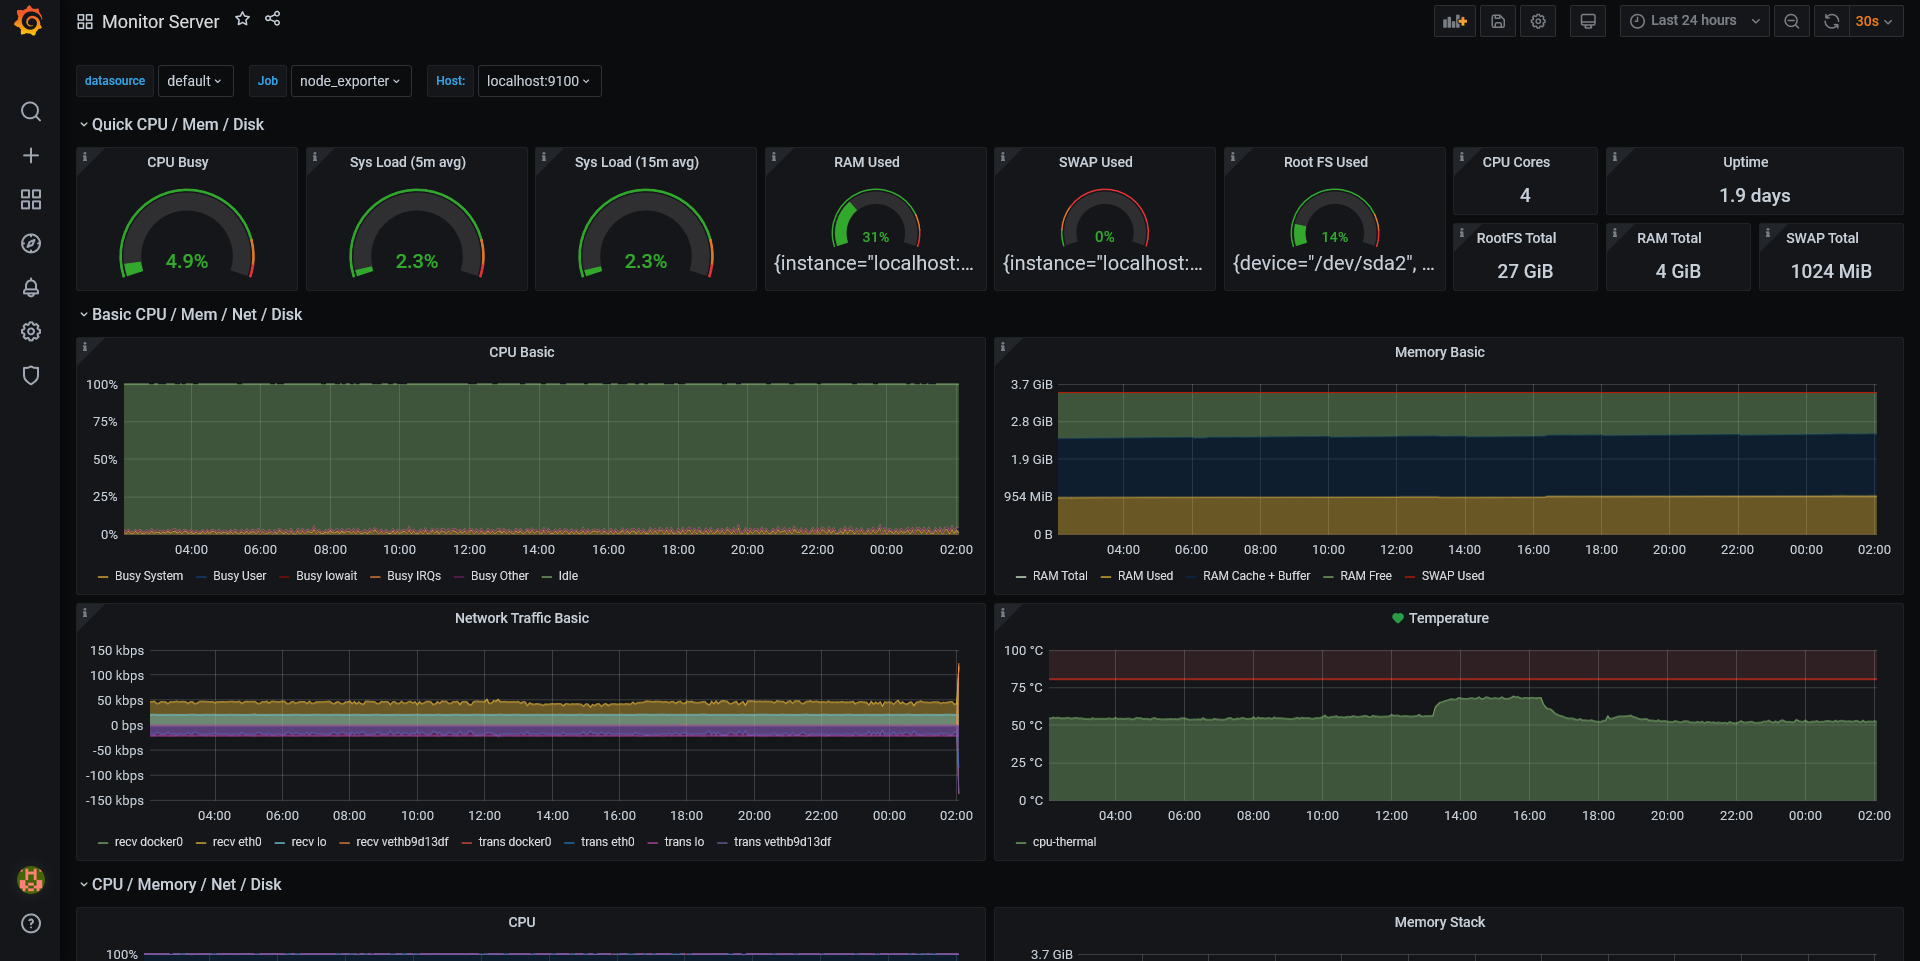 Monitor Server
Last 24 hours
30s
datasource default Job node_exporter Host: localhost:9100
Quick CPU / Mem / Disk
CPU Busy
4.9%
Sys Load (5m avg)
2.3%
Sys Load (15m avg)
2.3%
RAM Used
31%
{instance="localhost:...
SWAP Used
0%
{instance="localhost:...
Root FS Used
14%
{device="/dev/sda2", ...
CPU Cores
4
Uptime
1.9 days
RootFS Total
27 GiB
RAM Total
4 GiB
SWAP Total
1024 MiB
Basic CPU / Mem / Net / Disk
CPU Basic
100%
75%
50%
25%
0%
04:00 06:00 08:00 10:00 12:00 14:00 16:00 18:00 20:00 22:00 00:00 02:00
Busy System Busy User Busy Iowait Busy IRQs Busy Other Idle
Memory Basic
3.7 GiB
2.8 GiB
1.9 GiB
954 MiB
0 B
04:00 06:00 08:00 10:00 12:00 14:00 16:00 18:00 20:00 22:00 00:00 02:00
RAM Total RAM Used RAM Cache + Buffer RAM Free SWAP Used
Network Traffic Basic
150 kbps
100 kbps
50 kbps
0 bps
-50 kbps
-100 kbps
-150 kbps
04:00 06:00 08:00 10:00 12:00 14:00 16:00 18:00 20:00 22:00 00:00 02:00
recv docker0 recv eth0 recv lo recv vethb9d13df trans docker0 trans eth0 trans lo trans vethb9d13df
Temperature
100 °C
75 °C
50 °C
25 °C
0 °C
04:00 06:00 08:00 10:00 12:00 14:00 16:00 18:00 20:00 22:00 00:00 02:00
cpu-thermal
CPU / Memory / Net / Disk
CPU
100%
Memory Stack
3.7 GiB